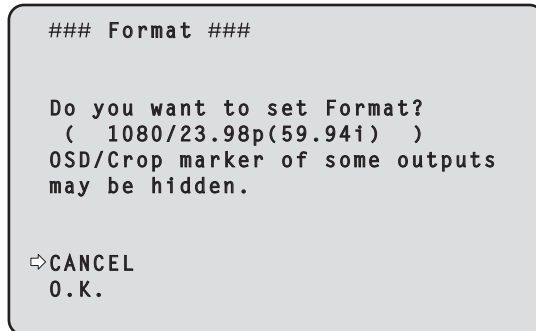 ### Format ###
Do you want to set Format?
( 1080/23.98p(59.94i) )
OSD/Crop marker of some outputs
may be hidden.
⇨CANCEL
O.K.